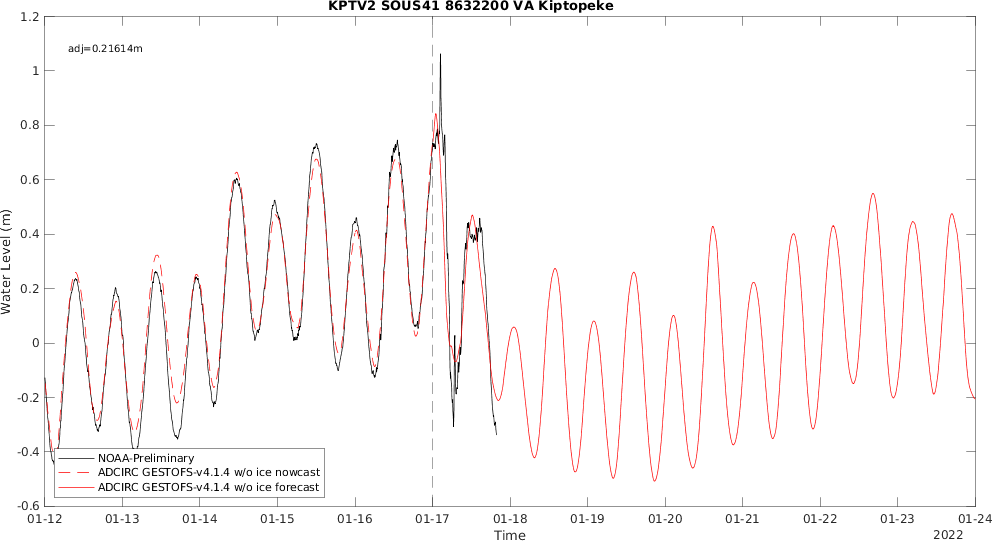 KPTV2 SOUS41 8632200 VA Kiptopeke
adj=0.21614m
Water Level (m)
1.2
1
0.8
0.6
0.4
0.2
0
-0.2
-0.4
-0.6
NOAA-Preliminary
ADCIRC GESTOFS-v4.1.4 w/o ice nowcast
ADCIRC GESTOFS-v4.1.4 w/o ice forecast
01-12 01-13 01-14 01-15 01-16 01-17 01-18 01-19 01-20 01-21 01-22 01-23 01-24
Time
2022